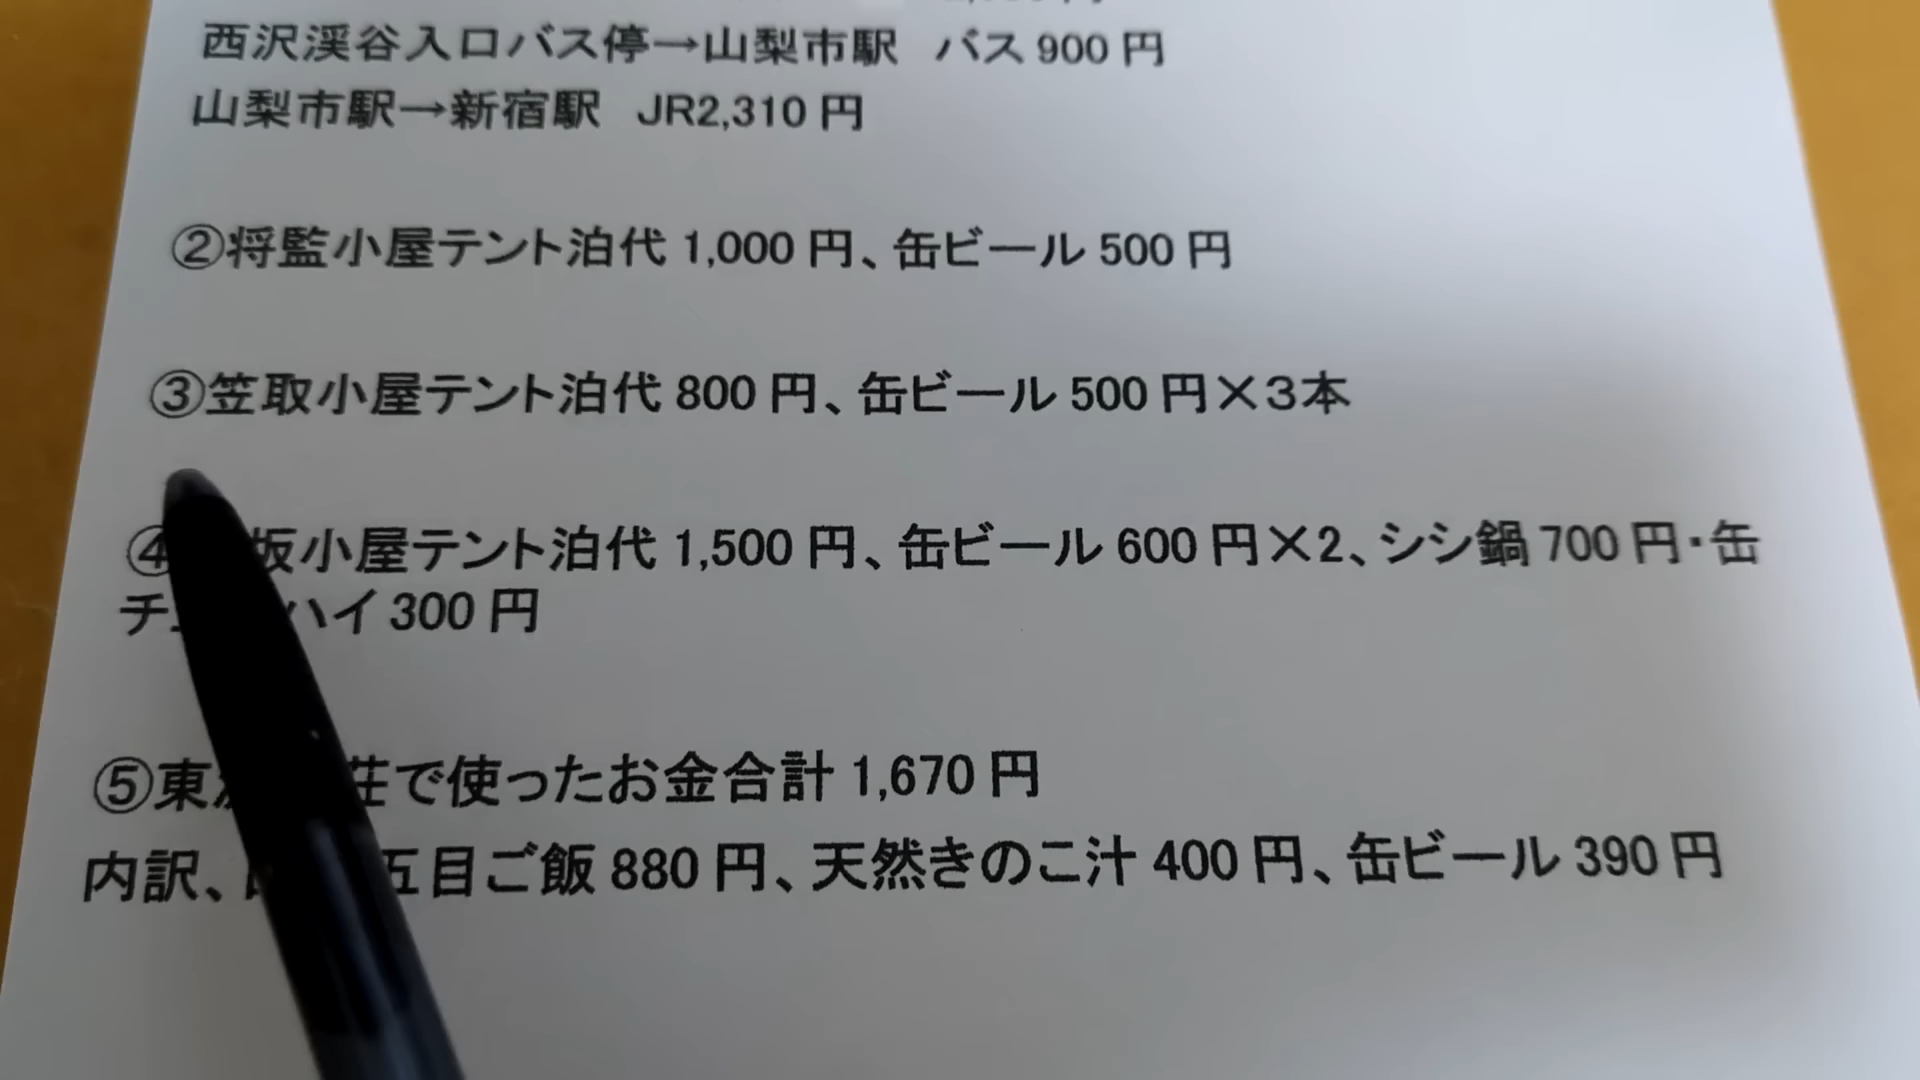 西沢渓谷入口バス停→山梨市駅 バス900円
山梨市駅→新宿駅 JR2,310円
②将監小屋テント泊代1,000円、缶ビール500円
③笠取小屋テント泊代800円、缶ビール500円×3本
④ 坂小屋テント泊代1,500円、缶ビール600円×2、シシ鍋700円・缶
チ ハイ300円
⑤東 荘で使ったお金合計1,670円
内訳、 五目ご飯880円、天然きのこ汁400円、缶ビール390円